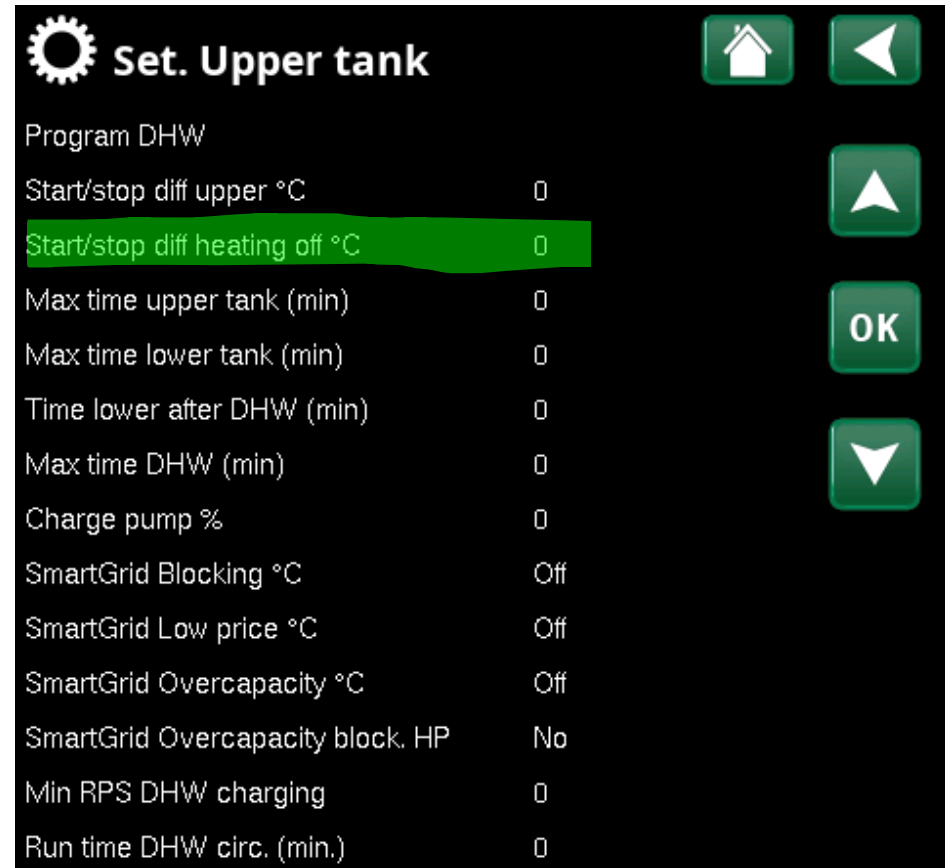 Set. Upper tank
Program DHW
Start/stop diff upper °C 0
Start/stop diff heating off °C 0
Max time upper tank (min) 0
Max time lower tank (min) 0
Time lower after DHW (min) 0
Max time DHW (min) 0
Charge pump % 0
SmartGrid Blocking °C Off
SmartGrid Low price °C Off
SmartGrid Overcapacity °C Off
SmartGrid Overcapacity block. HP No
Min RPS DHW charging 0
Run time DHW circ. (min.) 0
OK